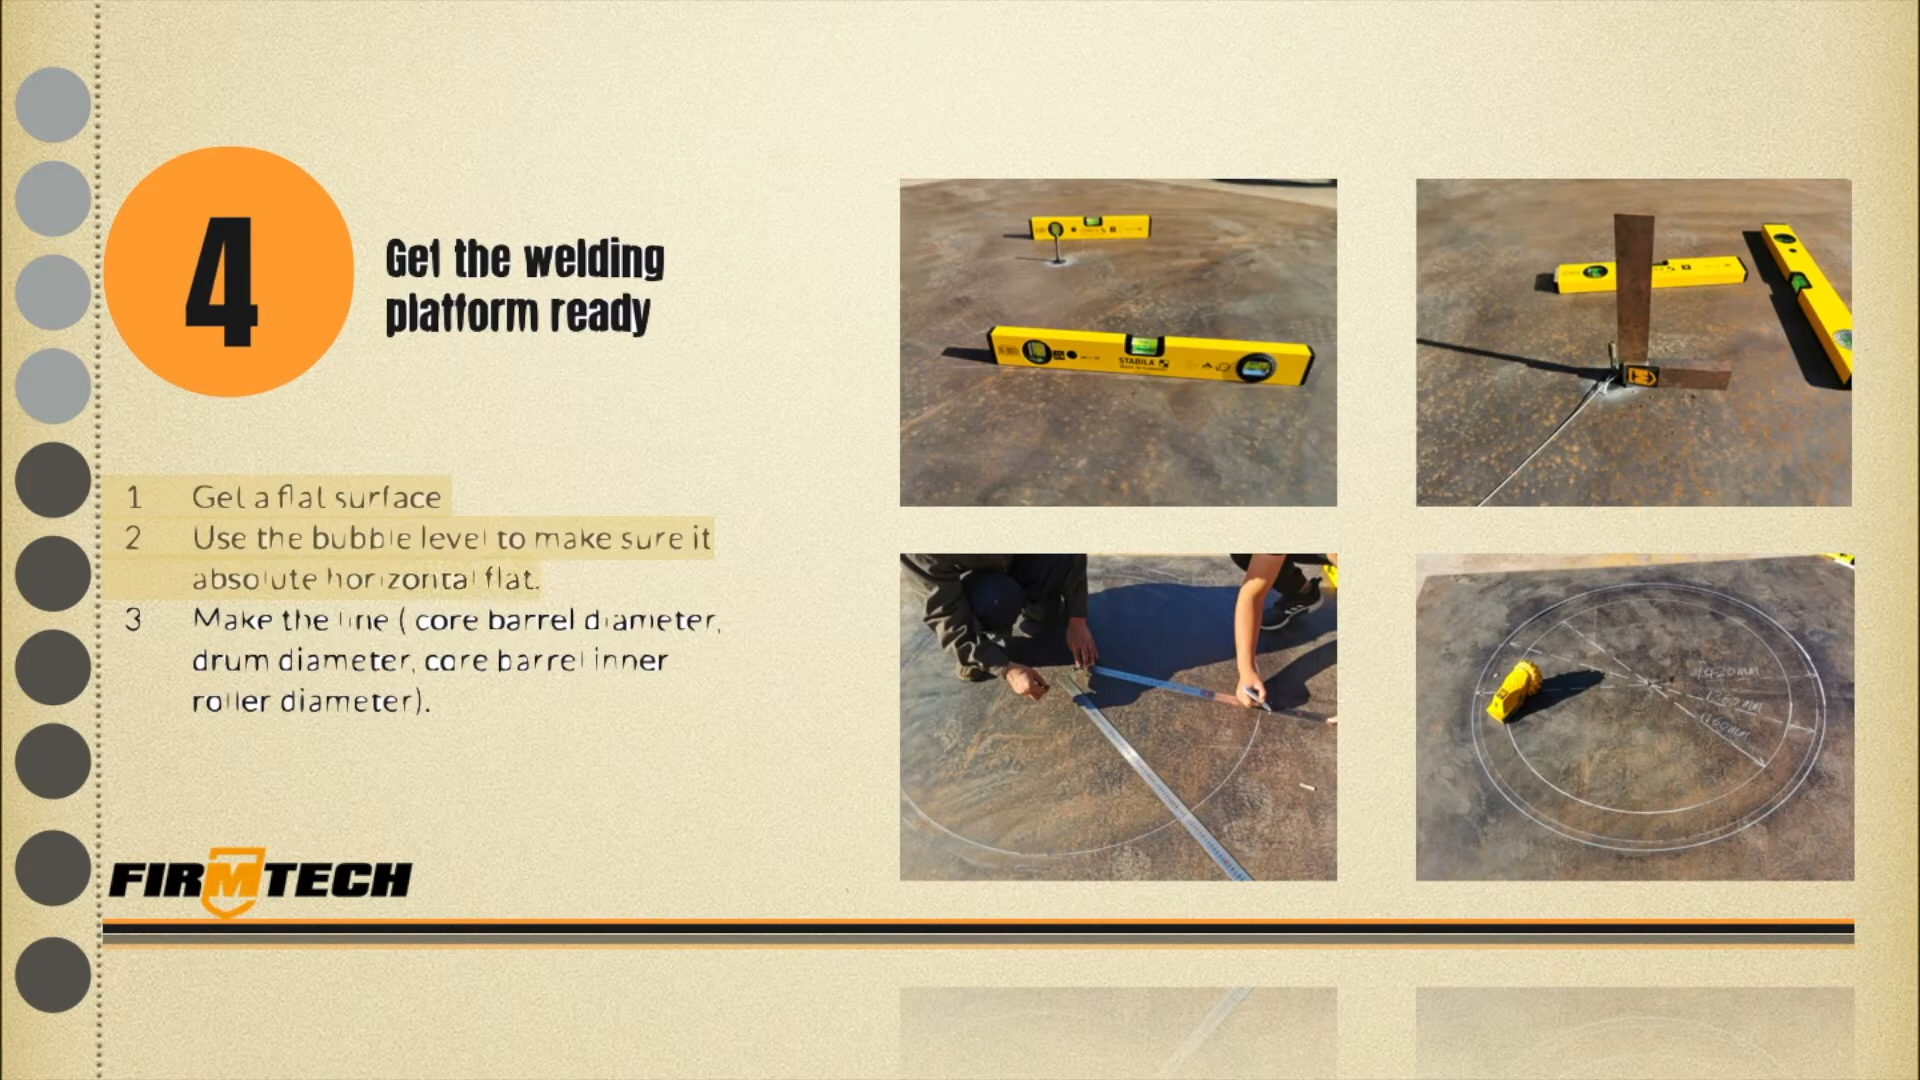 4
Get the welding
platform ready
1 Get a flat surface
2 Use the bubble level to make sure it
absolute horizontal flat.
3 Make the line ( core barrel diameter,
drum diameter, core barrel inner
roller diameter).
FIRMTECH
STABILA